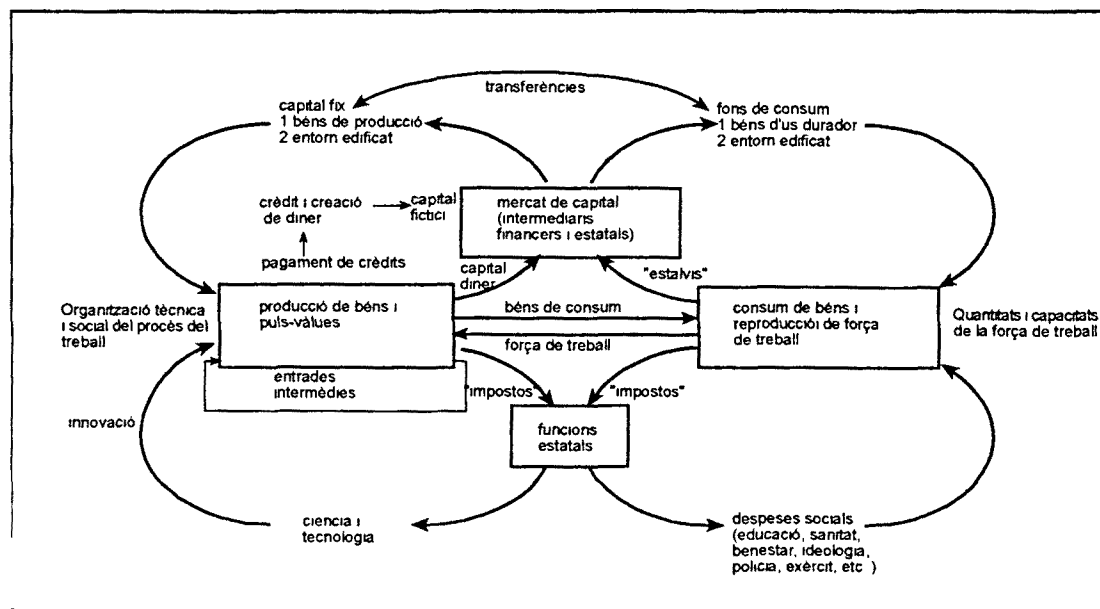 transferències
capital fix
1 béns de producció
2 entorn edificat
fons de consum
1 béns d'us durador
2 entorn edificat
crèdit i creació
de diner
capital
fictici
mercat de capital
(intermediaris
financers i estatals)
pagament de crèdits
capital
diner
"estalvis"
Organització tècnica
i social del procès del
treball
producció de béns i
puls-vàlues
béns de consum
força de treball
consum de béns i
reproducció de força
de treball
Quantitats i capacitats
de la força de treball
entrades
intermèdies
"impostos"
"impostos"
innovació
funcions
estatals
ciencia i
tecnologia
despeses socials
(educació, sanitat,
benestar, ideologia,
policia, exèrcit, etc )